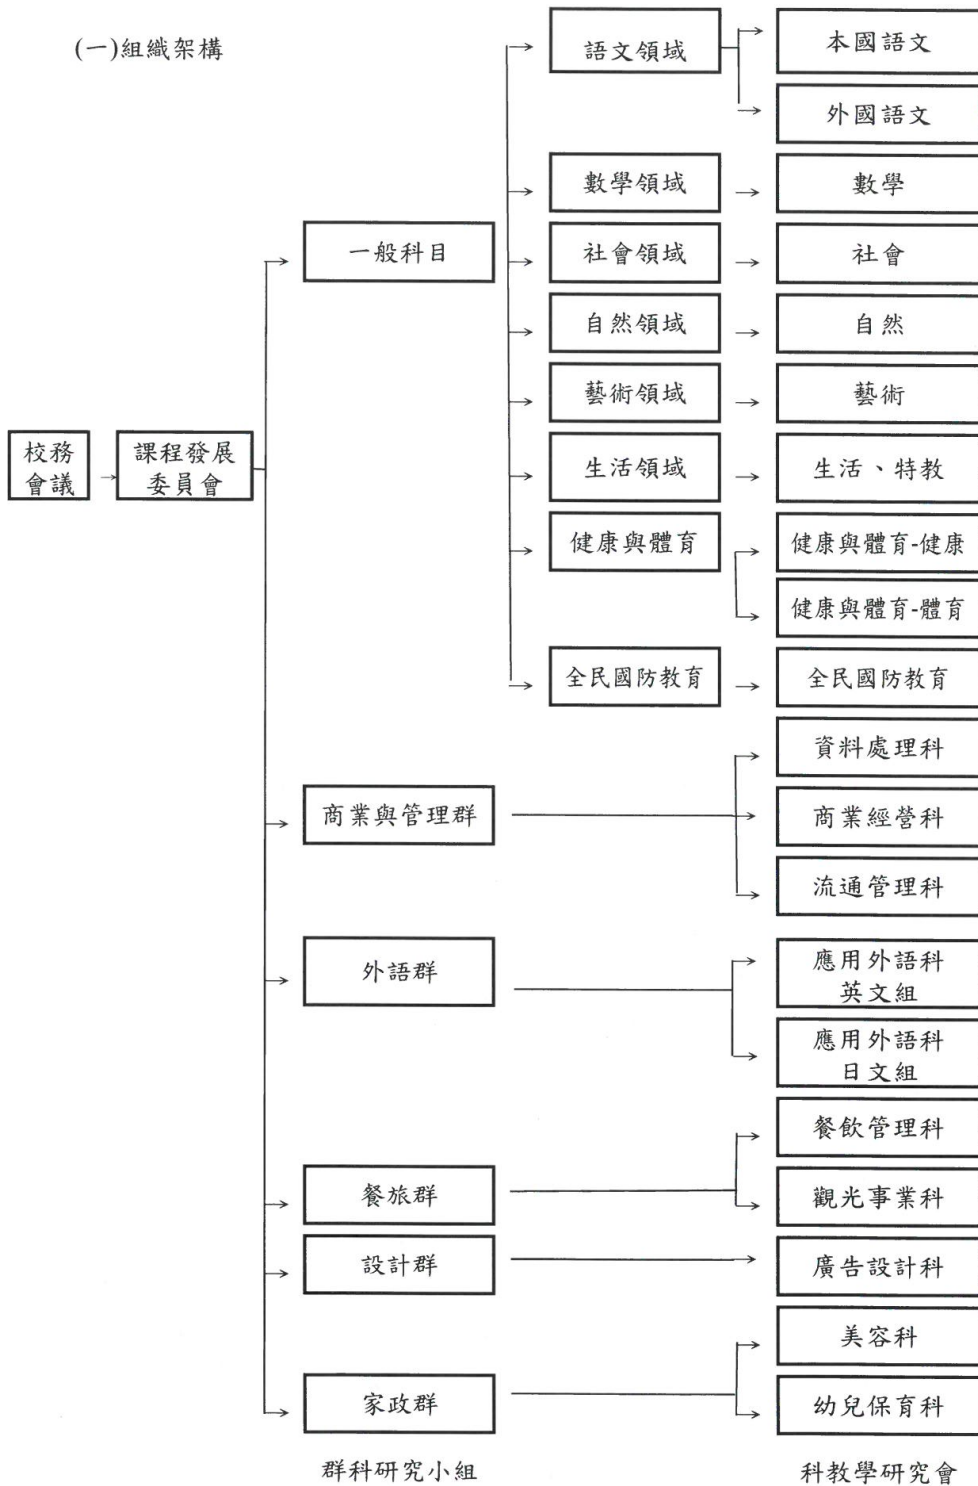 (一)組織架構
語文領域
本國語文
外國語文
數學領域
數學
一般科目
社會領域
社會
自然領域
自然
藝術領域
藝術
校務
會議
課程發展
委員會
生活領域
生活、特教
健康與體育
健康與體育-健康
健康與體育-體育
全民國防教育
全民國防教育
資料處理科
商業與管理群
商業經營科
流通管理科
外語群
應用外語科
英文組
應用外語科
日文組
餐飲管理科
餐旅群
觀光事業科
設計群
廣告設計科
美容科
家政群
幼兒保育科
群科研究小組
科教學研究會